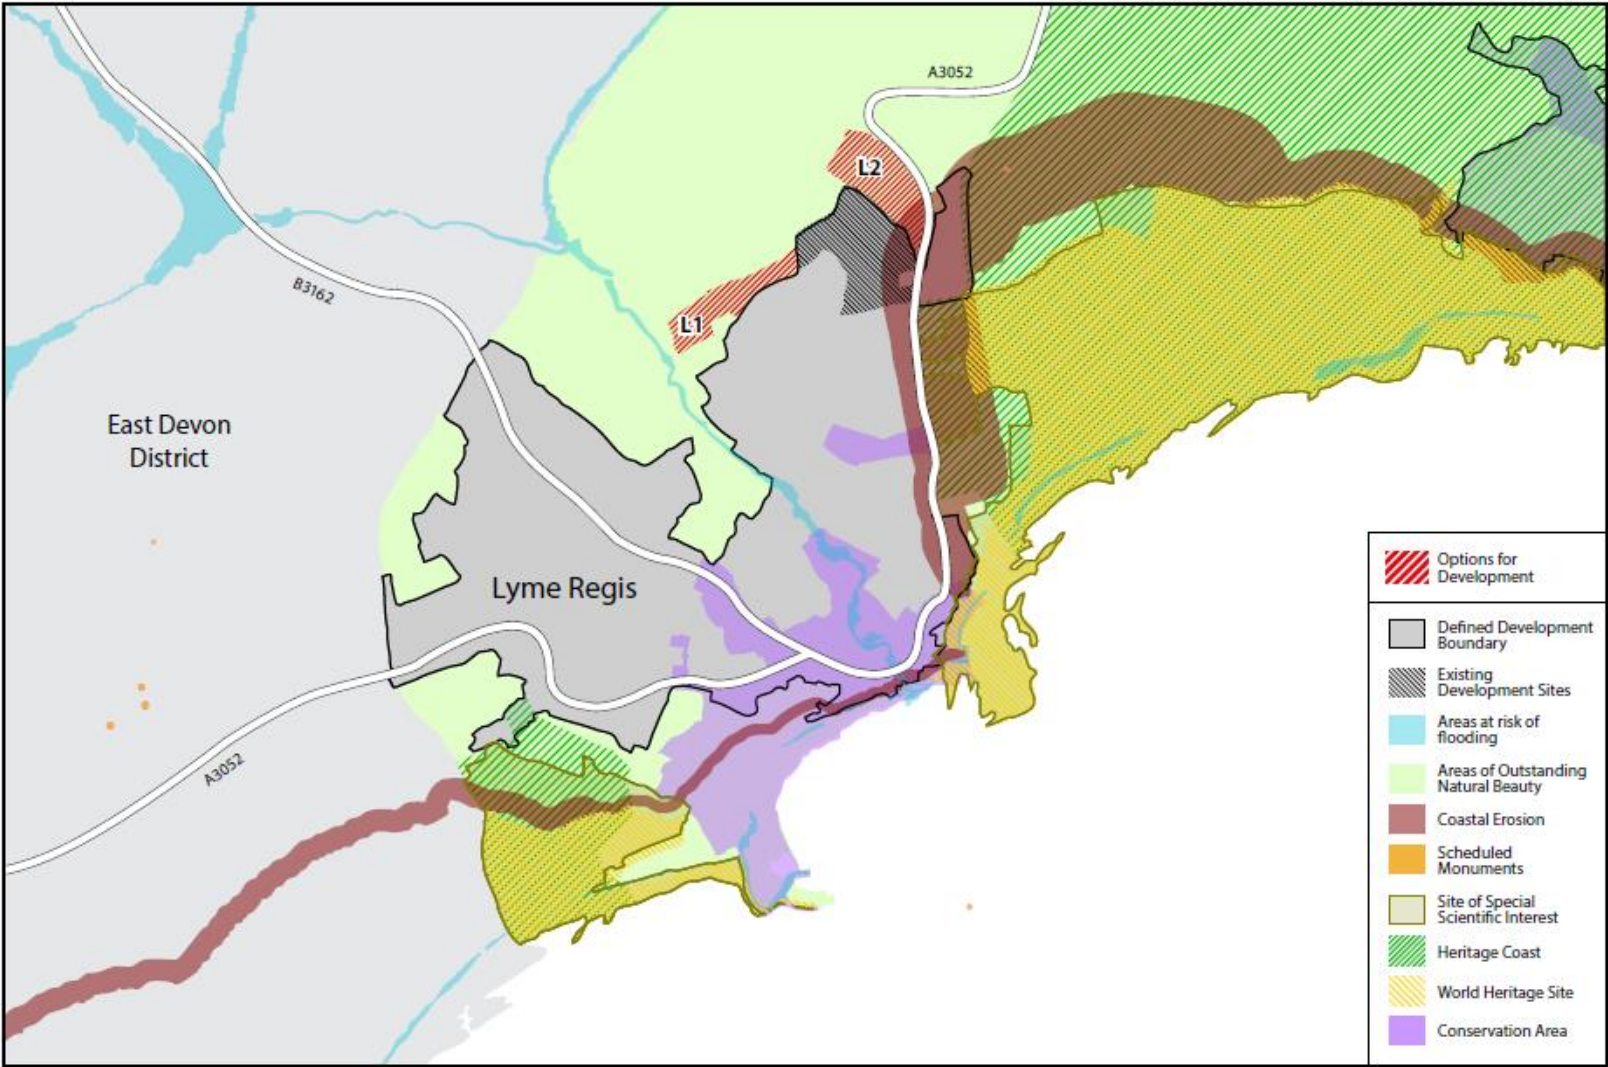 A3052
L2
B3162
L1
East Devon
District
Lyme Regis
A3052
Options for
Development
Defined Development
Boundary
Existing
Development Sites
Areas at risk of
flooding
Areas of Outstanding
Natural Beauty
Coastal Erosion
Scheduled
Monuments
Site of Special
Scientific Interest
Heritage Coast
World Heritage Site
Conservation Area